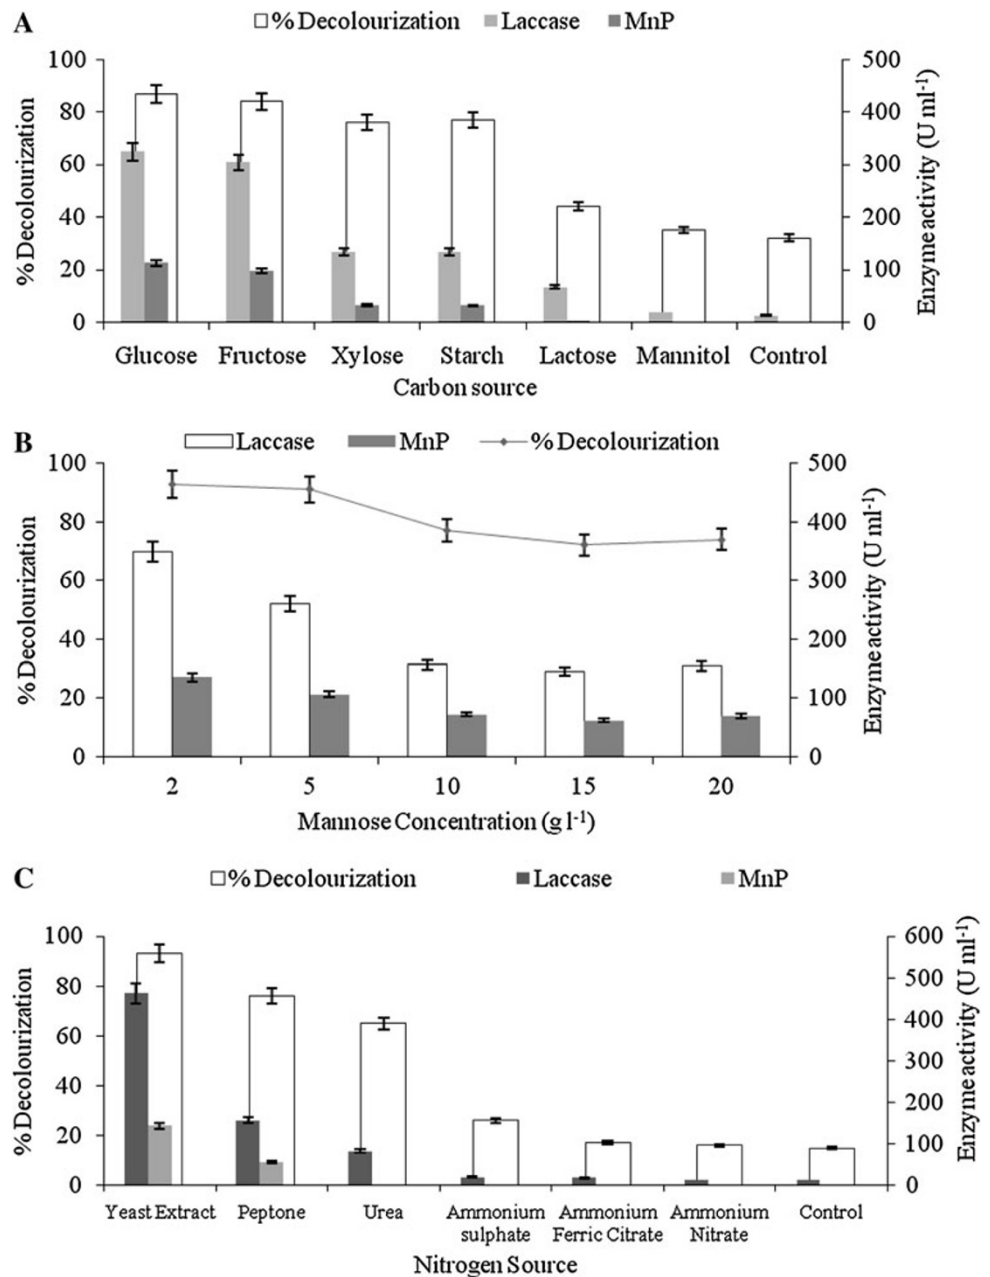 A
% Decolourization Laccase MnP
100 500
80 400
60 300
40 200
20 100
0 0
% Decolourization
Enzyme activity (U ml-1)
Glucose Fructose Xylose Starch Lactose Mannitol Control
Carbon source
B
Laccase MnP % Decolourization
100 500
80 400
60 300
40 200
20 100
0 0
% Decolourization
Enzyme activity (U ml-1)
2 5 10 15 20
Mannose Concentration (g l-1)
C
% Decolourization Laccase MnP
100 600
80 500
60 400
40 300
20 200
0 100
0
% Decolourization
Enzyme activity (U ml-1)
Yeast Extract Peptone Urea Ammonium Ammonium Ammonium Control
sulphate Ferric Citrate Nitrate
Nitrogen Source